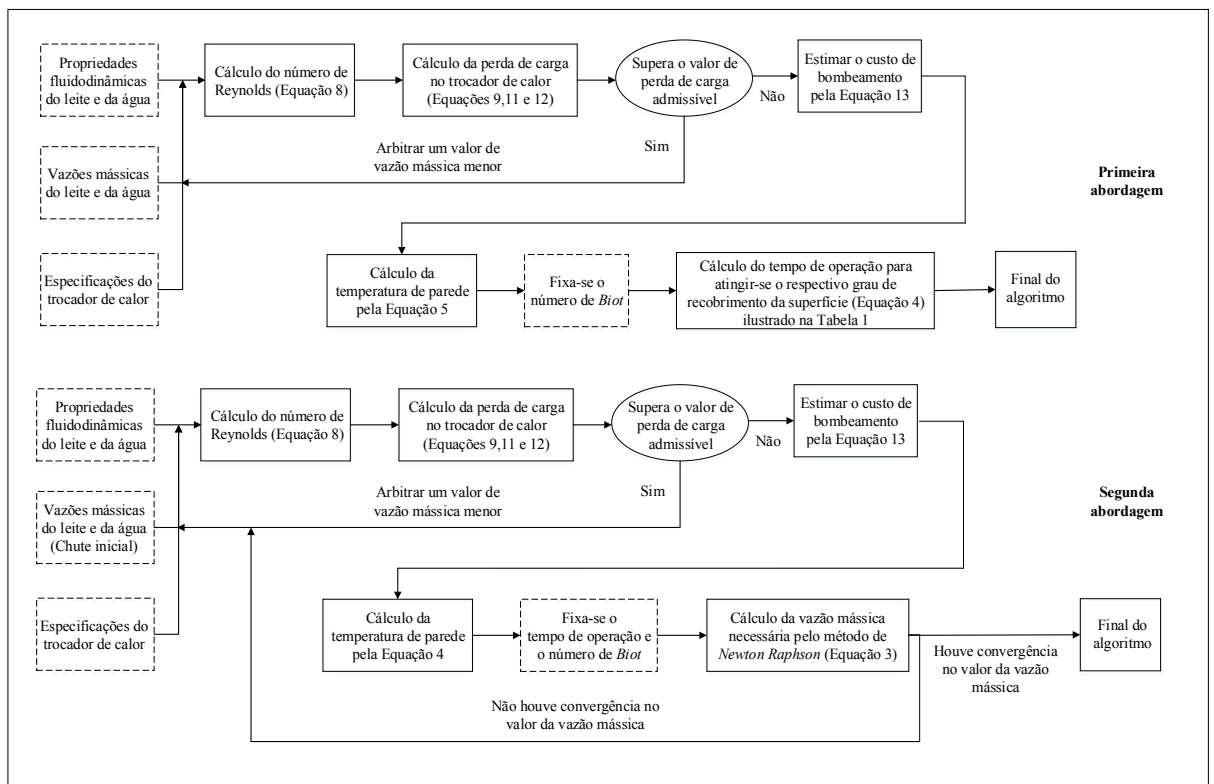 Propriedades
fluidodinâmicas
do leite e da água
Cálculo do número de
Reynolds (Equação 8)
Cálculo da perda de carga
no trocador de calor
(Equações 9,11 e 12)
Supera o valor de
perda de carga
admissível
Não
Estimar o custo de
bombeamento
pela Equação 13
Sim
Arbitrar um valor de
vazão mássica menor
Vazões mássicas
do leite e da água
Primeira
abordagem
Especificações do
trocador de calor
Cálculo da
temperatura de parede
pela Equação 5
Fixa-se o
número de Biot
Cálculo do tempo de operação para
atingir-se o respectivo grau de
recobrimento da superfície (Equação 4)
ilustrado na Tabela 1
Final do
algoritmo
Propriedades
fluidodinâmicas
do leite e da água
Cálculo do número de
Reynolds (Equação 8)
Cálculo da perda de carga
no trocador de calor
(Equações 9,11 e 12)
Supera o valor de
perda de carga
admissível
Não
Estimar o custo de
bombeamento
pela Equação 13
Sim
Arbitrar um valor de
vazão mássica menor
Vazões mássicas
do leite e da água
(Chute inicial)
Segunda
abordagem
Especificações do
trocador de calor
Cálculo da
temperatura de parede
pela Equação 4
Fixa-se o
tempo de operação e
o número de Biot
Cálculo da vazão mássica
necessária pelo método de
Newton Raphson (Equação 3)
Houve convergência
no valor da vazão
mássica
Final do
algoritmo
Não houve convergência no
valor da vazão mássica